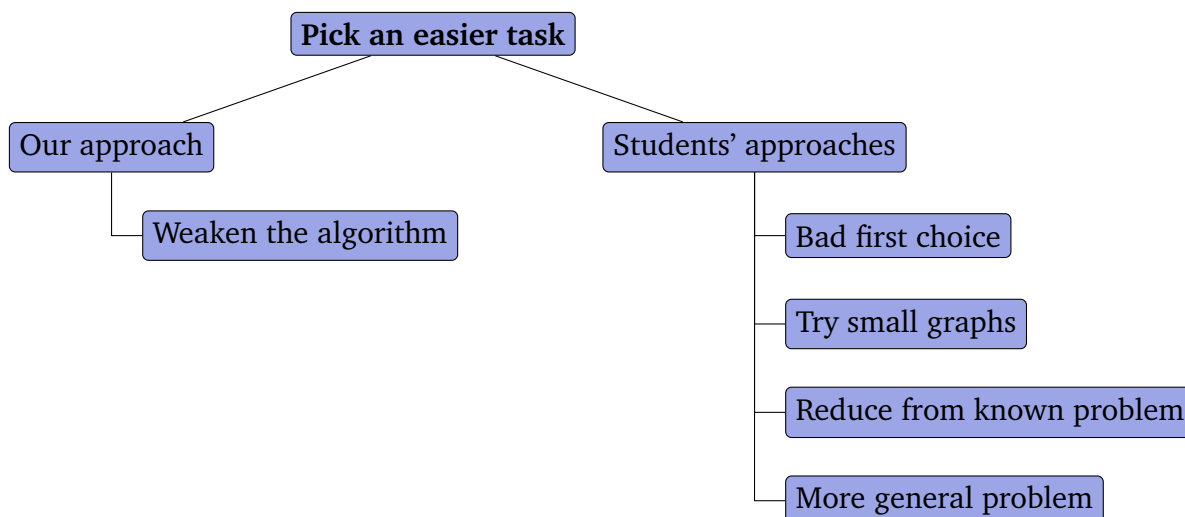 Pick an easier task
Our approach
Students’ approaches
Weaken the algorithm
Bad first choice
Try small graphs
Reduce from known problem
More general problem